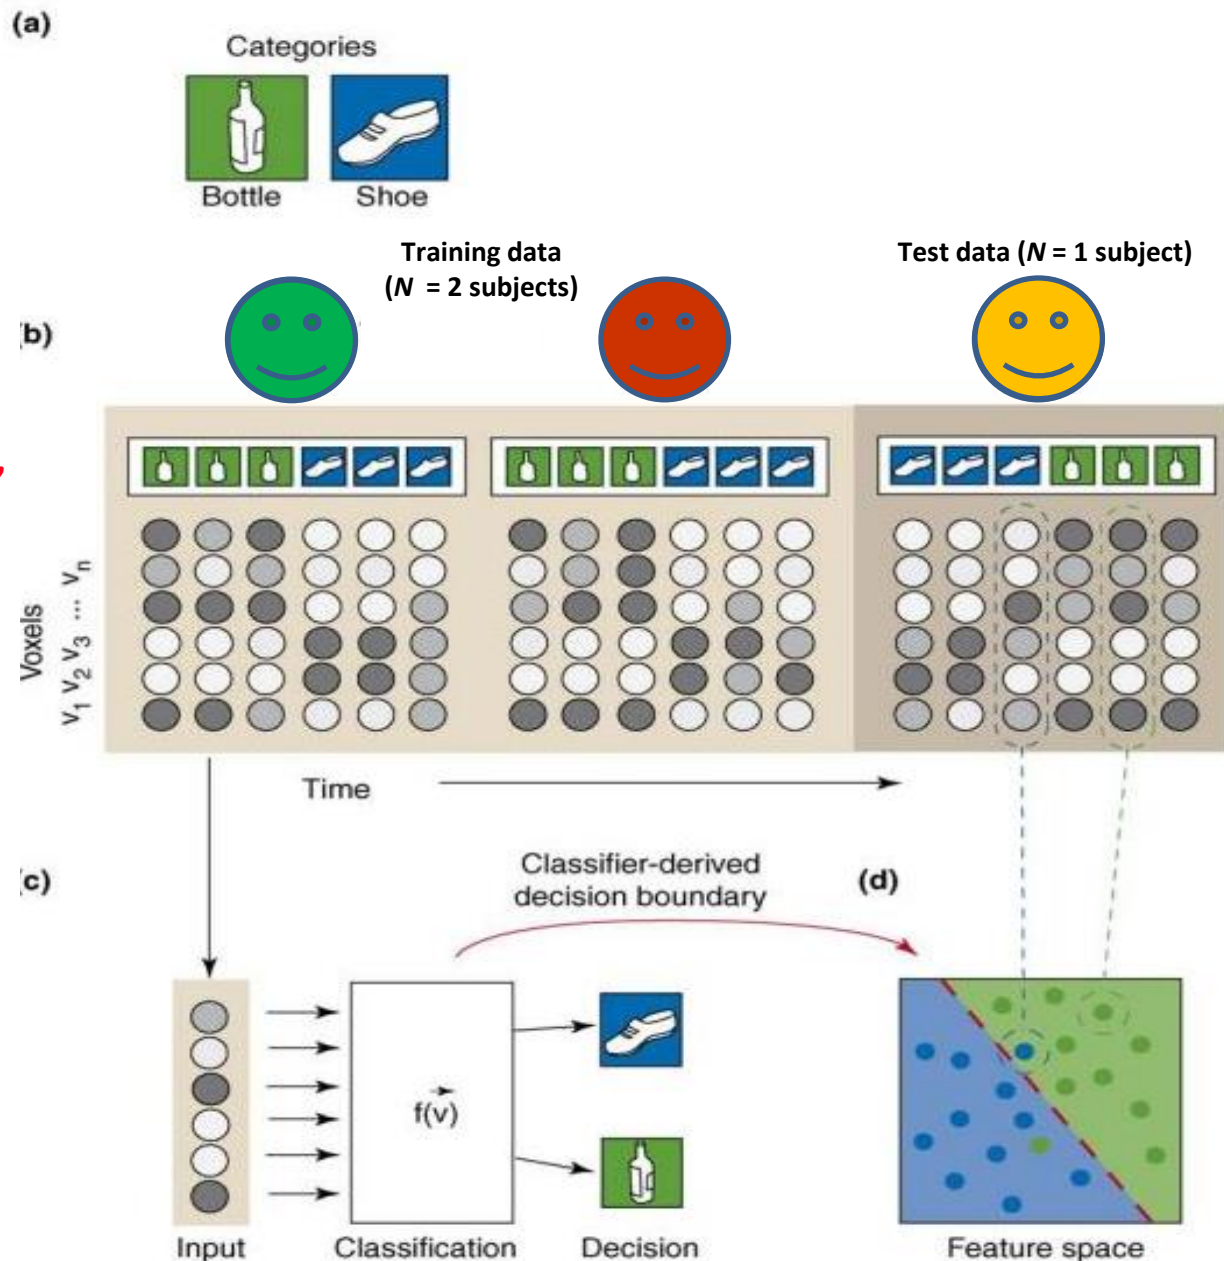 (a)
Categories
Bottle
Shoe
Training data
(N = 2 subjects)
Test data (N = 1 subject)
(b)
Voxels
v1 v2 v3 ... vn
Time
(c)
Classifier-derived
decision boundary
(d)
f(v)
Input
Classification
Decision
Feature space